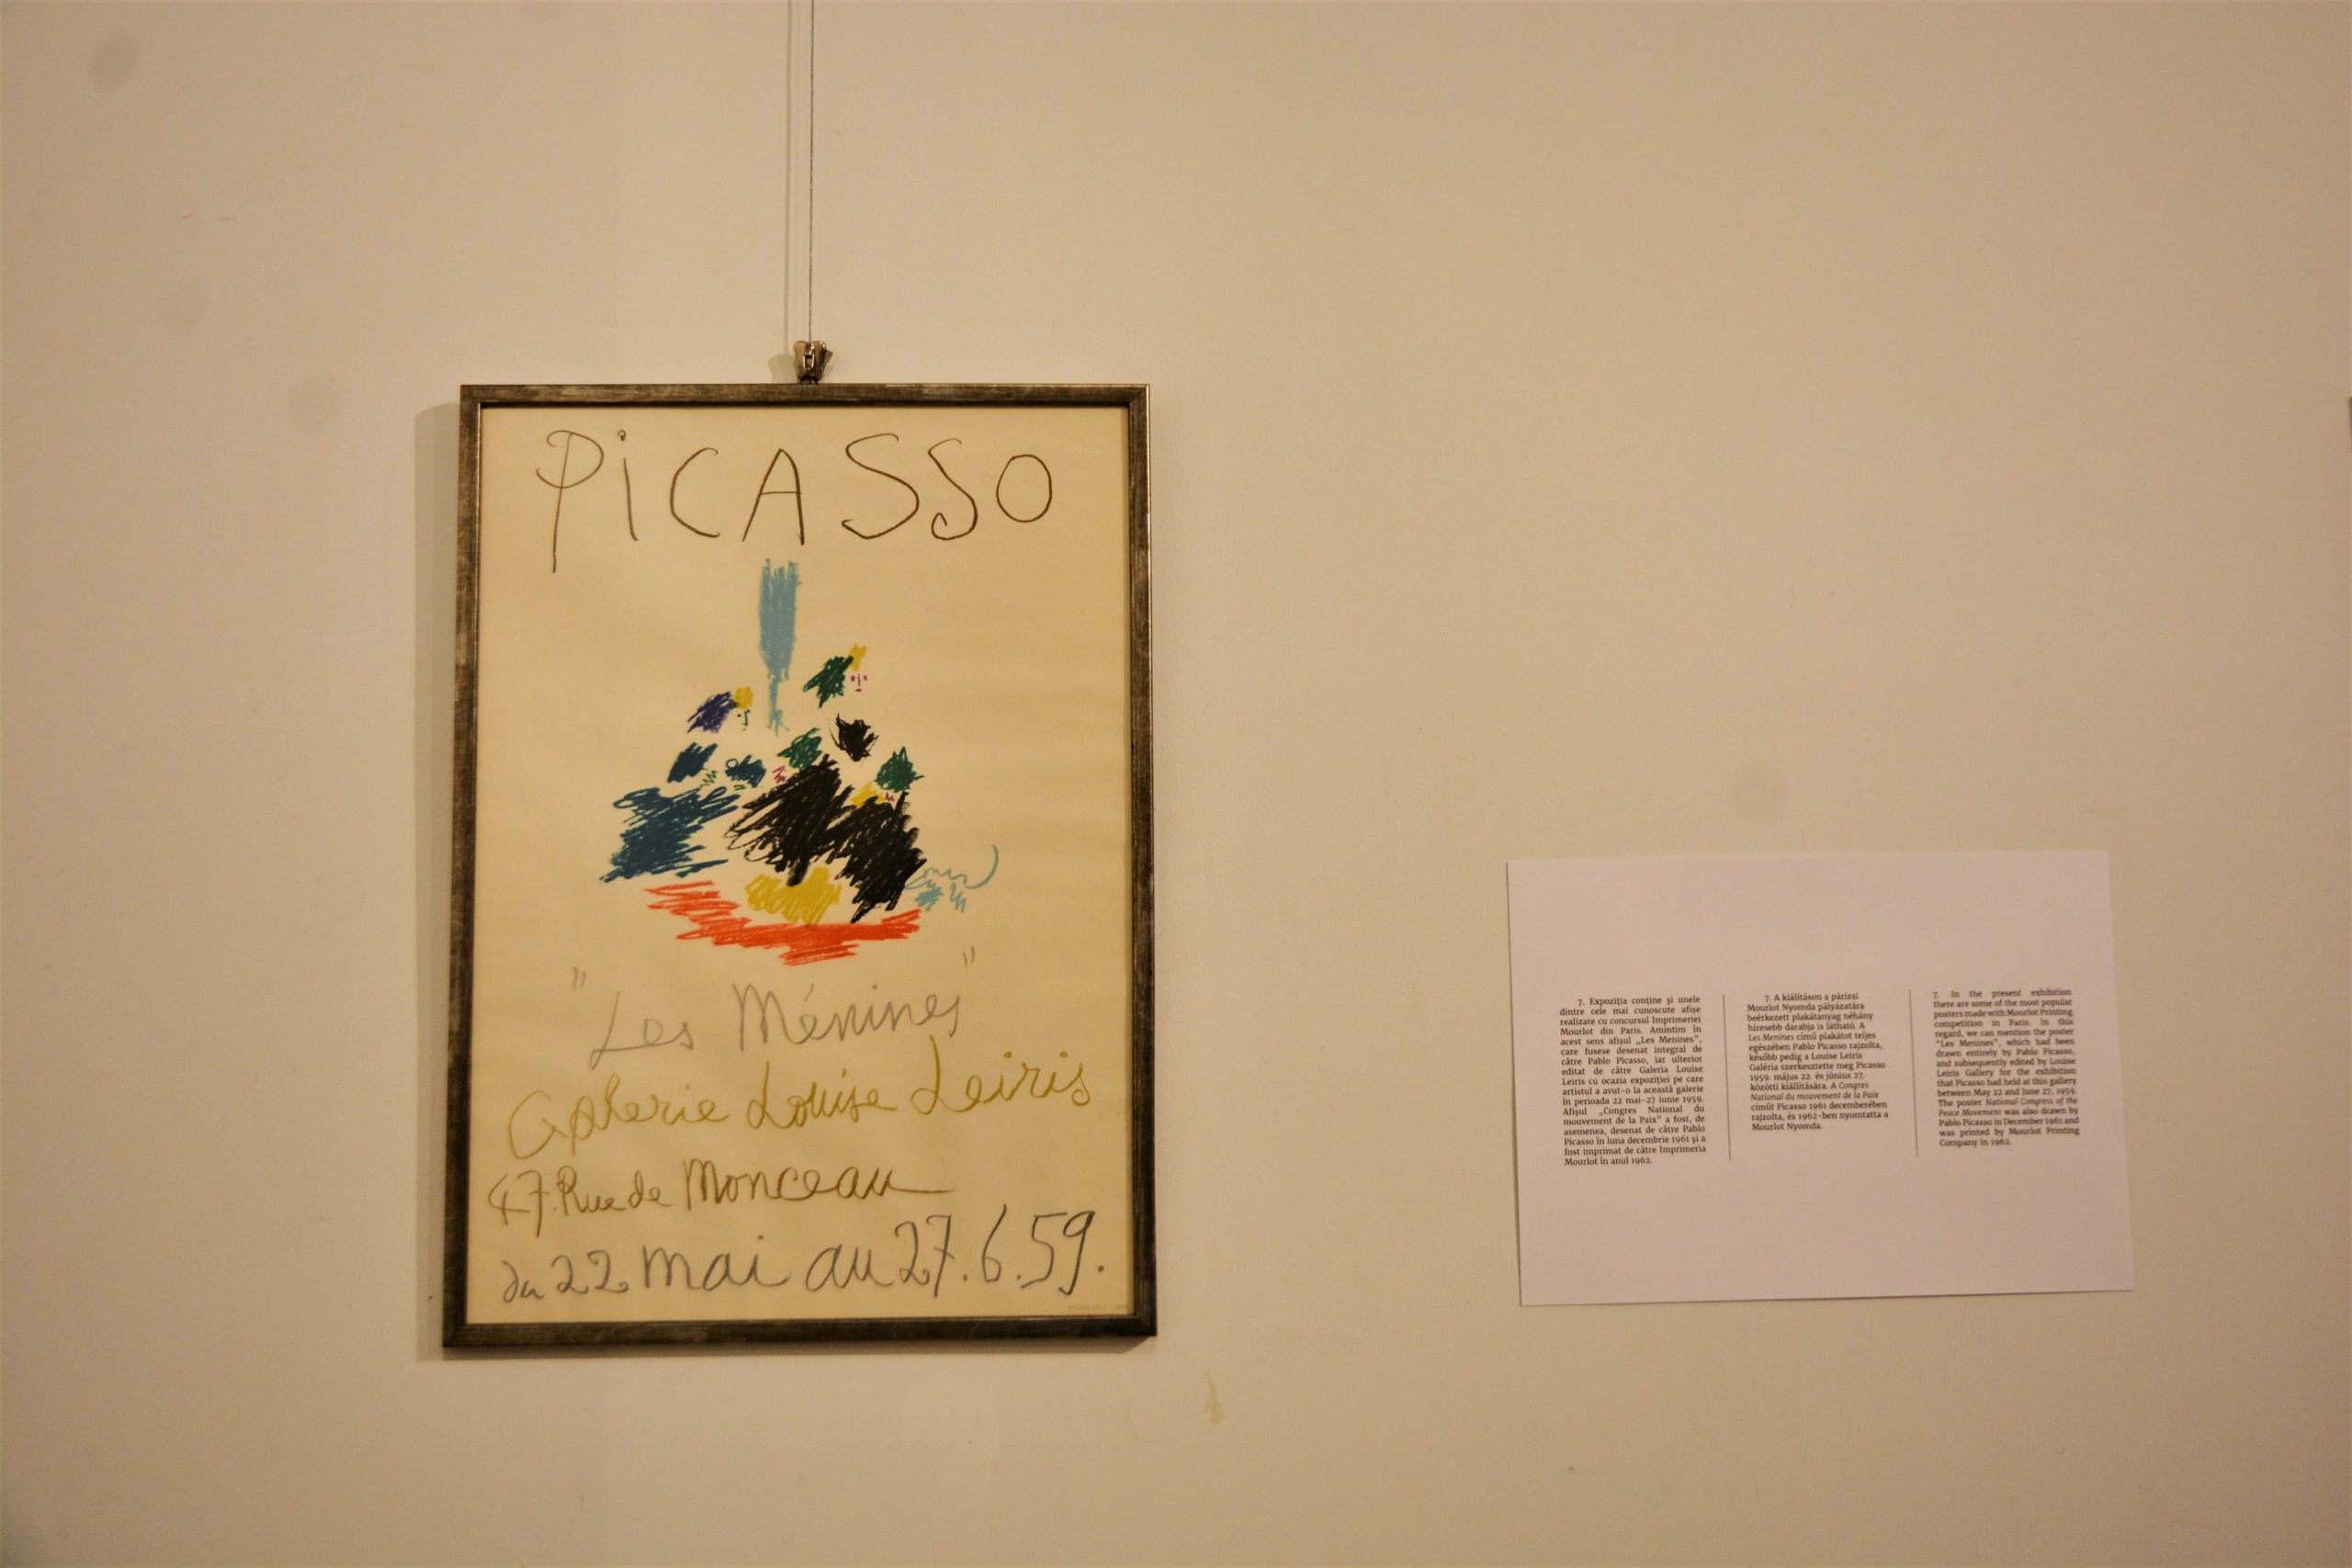 PiCASSO
"Les Ménines"
Galerie Louise Leiris
47. Rue de Monceau
du 22 mai au 27.6.59.
7. Expoziția conține și unele
dintre cele mai cunoscute afișe
realizate cu concursul Imprimeriei
Mourlot din Paris. Amintim în
acest sens afișul „Les Menines",
care fusese desenat integral de
către Pablo Picasso, iar ulterior
editat de către Galeria Louise
Leiris cu ocazia expoziției pe care
artistul a avut-o la această galerie
în perioada 22 mai-27 iunie 1959.
Afișul „Congres National du
mouvement de la Paix" a fost, de
asemenea, desenat de către Pablo
Picasso în luna decembrie 1961 și a
fost imprimat de către Imprimeria
Mourlot în anul 1962.
7. A kiálításon a párizsi
Mourlot Nyomda pályázatára
beérkezett plakátanyag néhány
híresebb darabja is látható. A
Les Menines című plakátot teljes
egészében Pablo Picasso rajzolta,
később pedig a Louise Leiris
Galéria szerkesztette meg Picasso
1959. május 22. és június 27.
közötti kiállítására. A Congres
National du mouvement de la Paix
címűt Picasso 1961 decemberében
rajzolta, és 1962-ben nyomtatta a
Mourlot Nyomda.
7. In the present exhibition
there are some of the most popular
posters made with Mourlot Printing
competition in Paris. In this
regard, we can mention the poster
"Les Menines", which had been
drawn entirely by Pablo Picasso,
and subsequently edited by Louise
Leiris Gallery for the exhibition
that Picasso had held at this gallery
between May 22 and June 27, 1959.
The poster National Congress of the
Peace Movement was also drawn by
Pablo Picasso in December 1961 and
was printed by Mourlot Printing
Company in 1962.